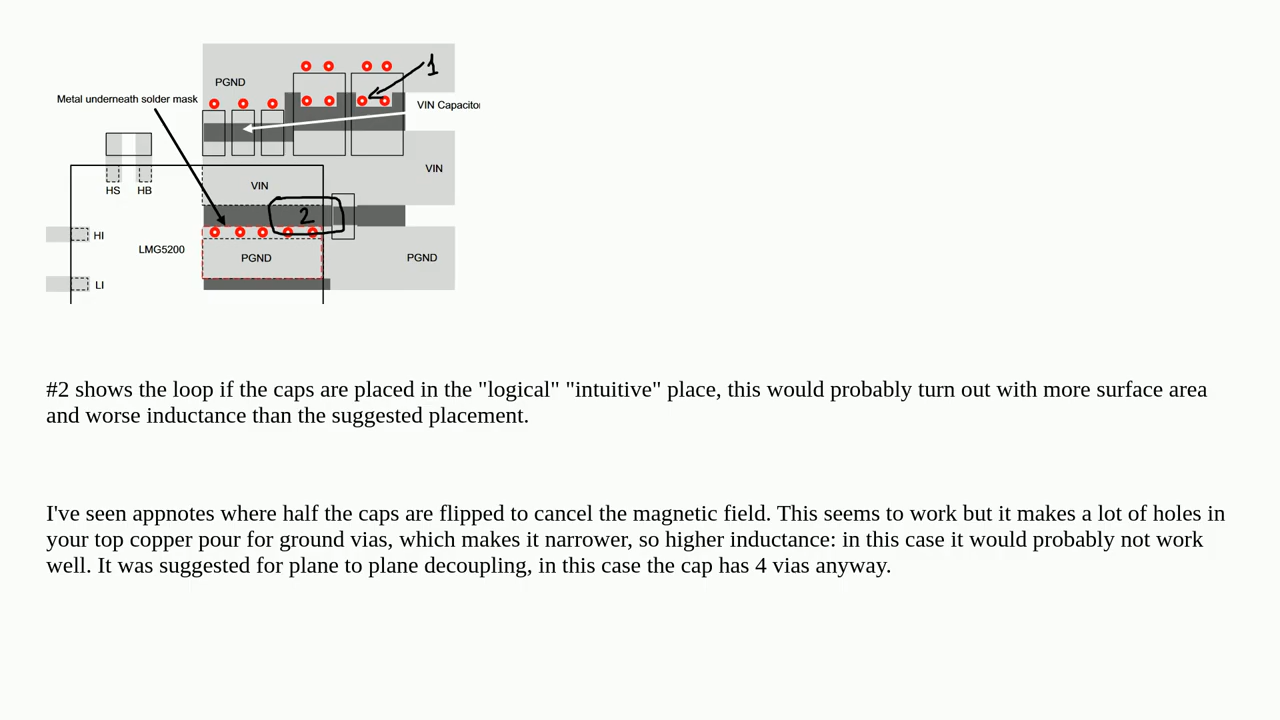 1
PGND
Metal underneath solder mask
VIN Capacitor
VIN
VIN
HS
HB
2
HI
LMG5200
PGND
PGND
LI
#2 shows the loop if the caps are placed in the "logical" "intuitive" place, this would probably turn out with more surface area
and worse inductance than the suggested placement.
I've seen appnotes where half the caps are flipped to cancel the magnetic field. This seems to work but it makes a lot of holes in
your top copper pour for ground vias, which makes it narrower, so higher inductance: in this case it would probably not work
well. It was suggested for plane to plane decoupling, in this case the cap has 4 vias anyway.